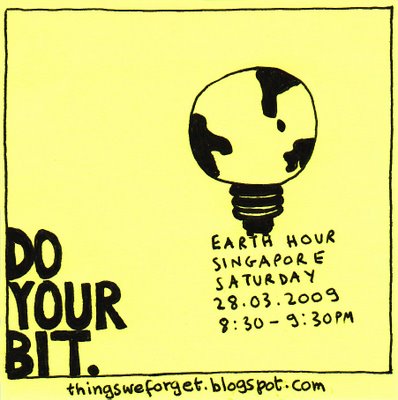 EARTH HOUR
SINGAPORE
SATURDAY
28.03.2009
8:30-9:30PM
DO
YOUR
BIT.
thingsweforget.blogspot.com